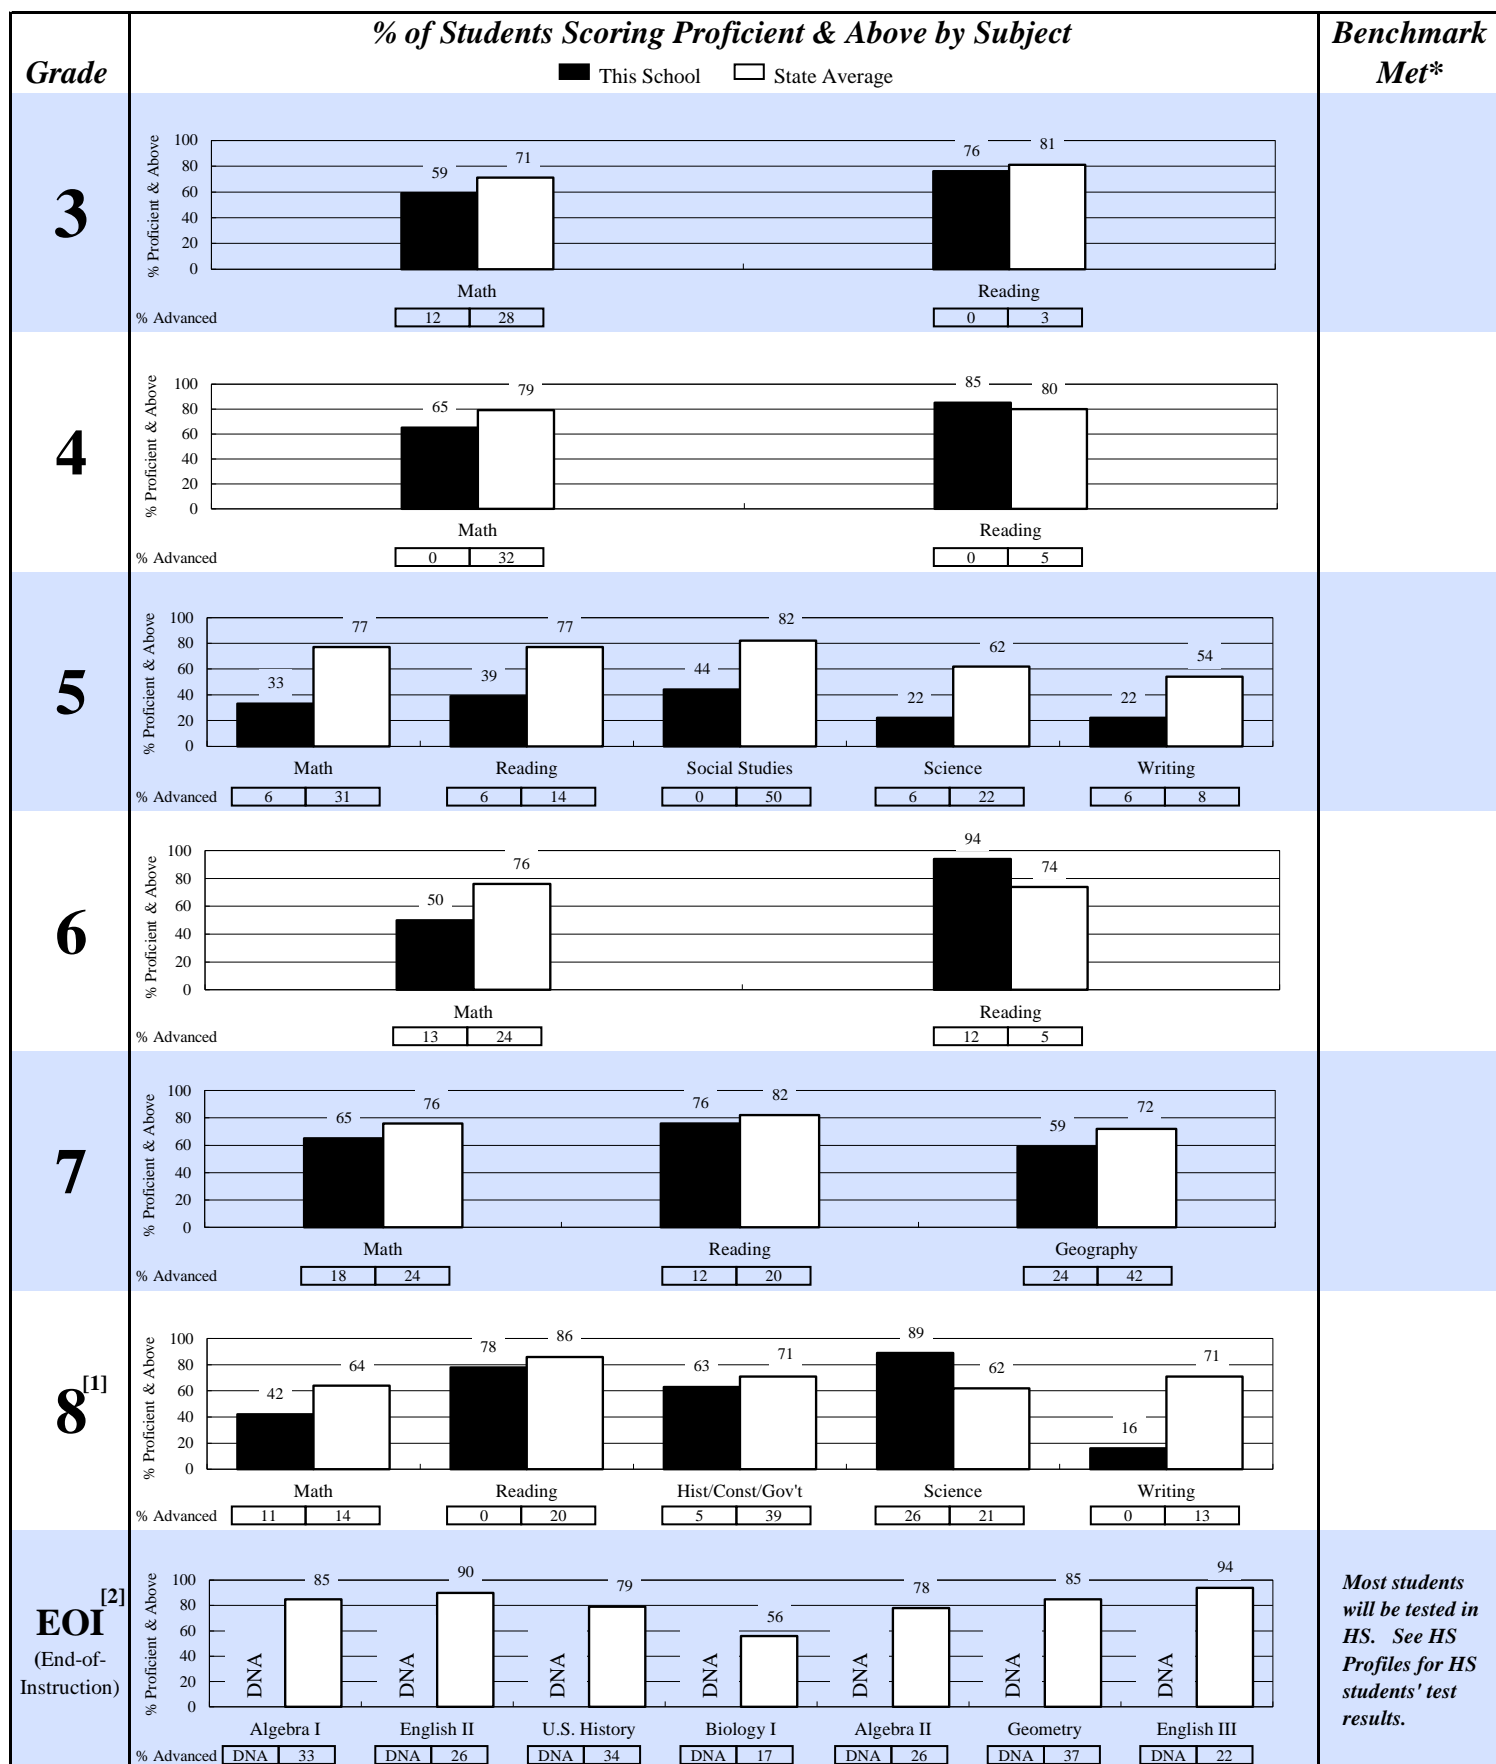 % of Students Scoring Proficient & Above by Subject
Benchmark
Met*
Grade
This School State Average
3
% Proficient & Above
100
80
60
40
20
0
59 71 76 81
Math Reading
% Advanced 12 28 0 3
4
% Proficient & Above
100
80
60
40
20
0
65 79 85 80
Math Reading
% Advanced 0 32 0 5
5
% Proficient & Above
100
80
60
40
20
0
33 77 39 77 44 82 22 62 22 54
Math Reading Social Studies Science Writing
% Advanced 6 31 6 14 0 50 6 22 6 8
6
% Proficient & Above
100
80
60
40
20
0
50 76 94 74
Math Reading
% Advanced 13 24 12 5
7
% Proficient & Above
100
80
60
40
20
0
65 76 76 82 59 72
Math Reading Geography
% Advanced 18 24 12 20 24 42
8[1]
% Proficient & Above
100
80
60
40
20
0
42 64 78 86 63 71 89 62 16 71
Math Reading Hist/Const/Gov't Science Writing
% Advanced 11 14 0 20 5 39 26 21 0 13
EOI[2]
(End-of-
Instruction)
% Proficient & Above
100
80
60
40
20
0
DNA 85 DNA 90 DNA 79 DNA 56 DNA 78 DNA 85 DNA 94
Algebra I English II U.S. History Biology I Algebra II Geometry English III
% Advanced DNA 33 DNA 26 DNA 34 DNA 17 DNA 26 DNA 37 DNA 22
Most students
will be tested in
HS. See HS
Profiles for HS
students' test
results.